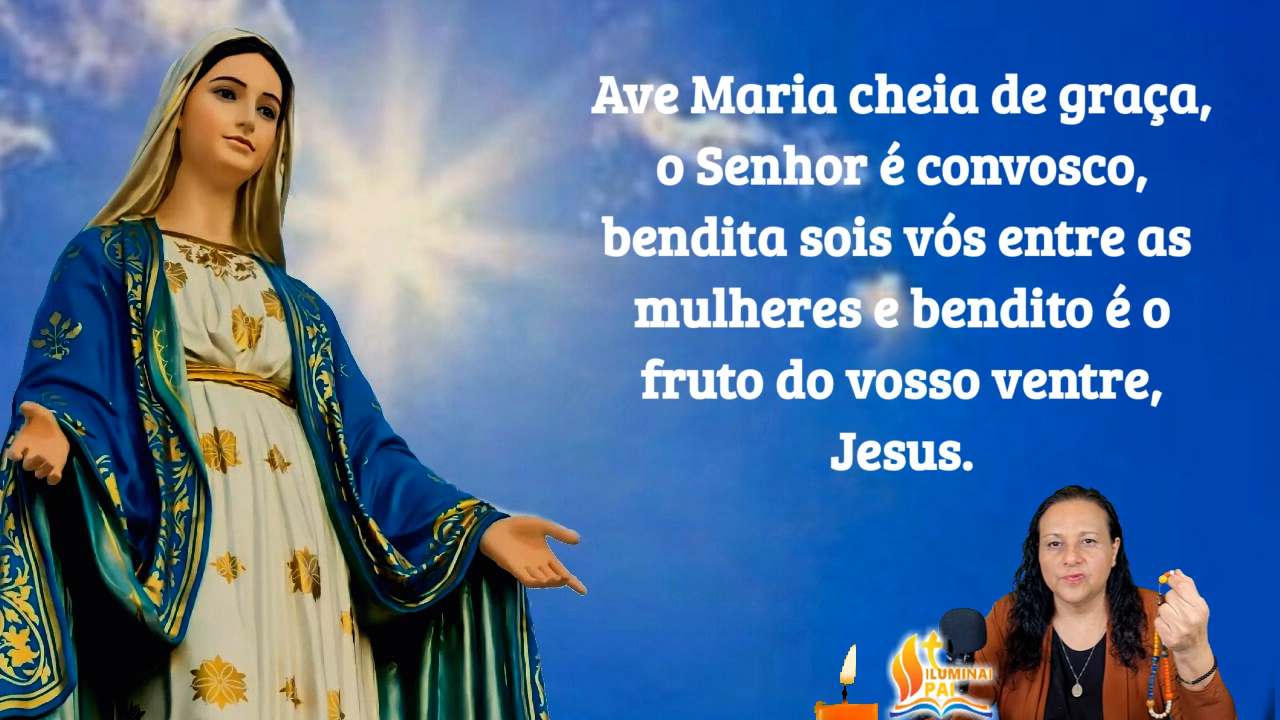 Ave Maria cheia de graça,
o Senhor é convosco,
bendita sois vós entre as
mulheres e bendito é o
fruto do vosso ventre,
Jesus.
ILUMINAI
PAI